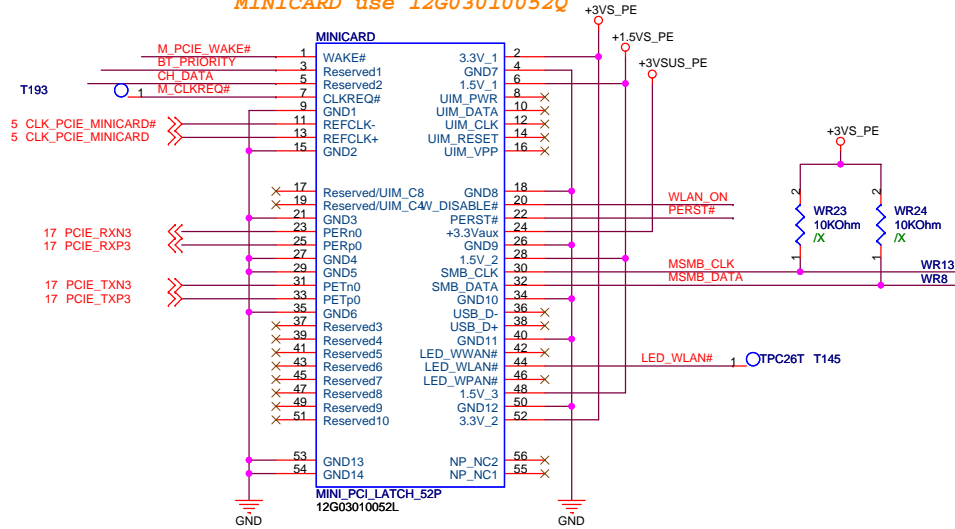 MINICARD use 12G03010052Q
+3VS_PE
+1.5VS_PE
+3VSUS_PE
MINICARD
M_PCIE_WAKE# 1 WAKE# 3.3V_1 2
BT_PRIORITY 3 Reserved1 GND7 4
CH_DATA 5 Reserved2 1.5V_1 6
T193 1 M_CLKREQ# 7 CLKREQ# UIM_PWR 8
9 GND1 UIM_DATA 10
5 CLK_PCIE_MINICARD# 11 REFCLK- UIM_CLK 12
5 CLK_PCIE_MINICARD 13 REFCLK+ UIM_RESET 14
15 GND2 UIM_VPP 16
17 Reserved/UIM_C8 GND8 18
19 Reserved/UIM_C4 W_DISABLE# 20 WLAN_ON
21 GND3 PERST# 22 PERST#
17 PCIE_RXN3 23 PERn0 +3.3Vaux 24
17 PCIE_RXP3 25 PERp0 GND9 26
27 GND4 1.5V_2 28
29 GND5 SMB_CLK 30 MSMB_CLK WR13
17 PCIE_TXN3 31 PETn0 SMB_DATA 32 MSMB_DATA WR8
17 PCIE_TXP3 33 PETp0 GND10 34
35 GND6 USB_D- 36
37 Reserved3 USB_D+ 38
39 Reserved4 GND11 40
41 Reserved5 LED_WWAN# 42
43 Reserved6 LED_WLAN# 44 LED_WLAN# 1 TPC26T T145
45 Reserved7 LED_WPAN# 46
47 Reserved8 1.5V_3 48
49 Reserved9 GND12 50
51 Reserved10 3.3V_2 52
53 GND13 NP_NC2 56
54 GND14 NP_NC1 55
MINI_PCI_LATCH_52P
12G03010052L
GND
GND
+3VS_PE
2 2
WR23 WR24
10KOhm 10KOhm
/X /X
1 1